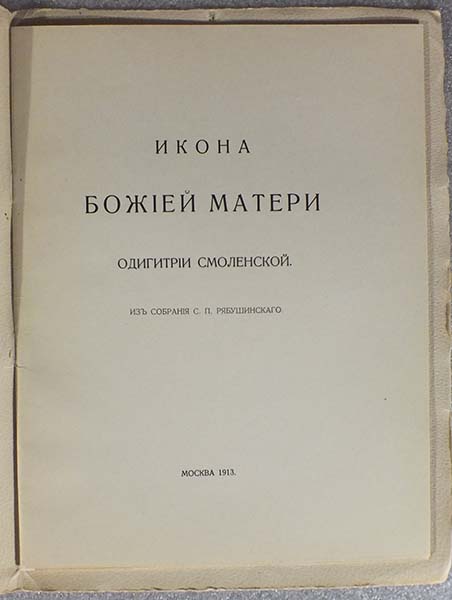 ИКОНА
БОЖІЕЙ МАТЕРИ
ОДИГИТРІИ СМОЛЕНСКОЙ.
ИЗЪ СОБРАНІЯ С. П. РЯБУШИНСКАГО.
МОСКВА 1913.